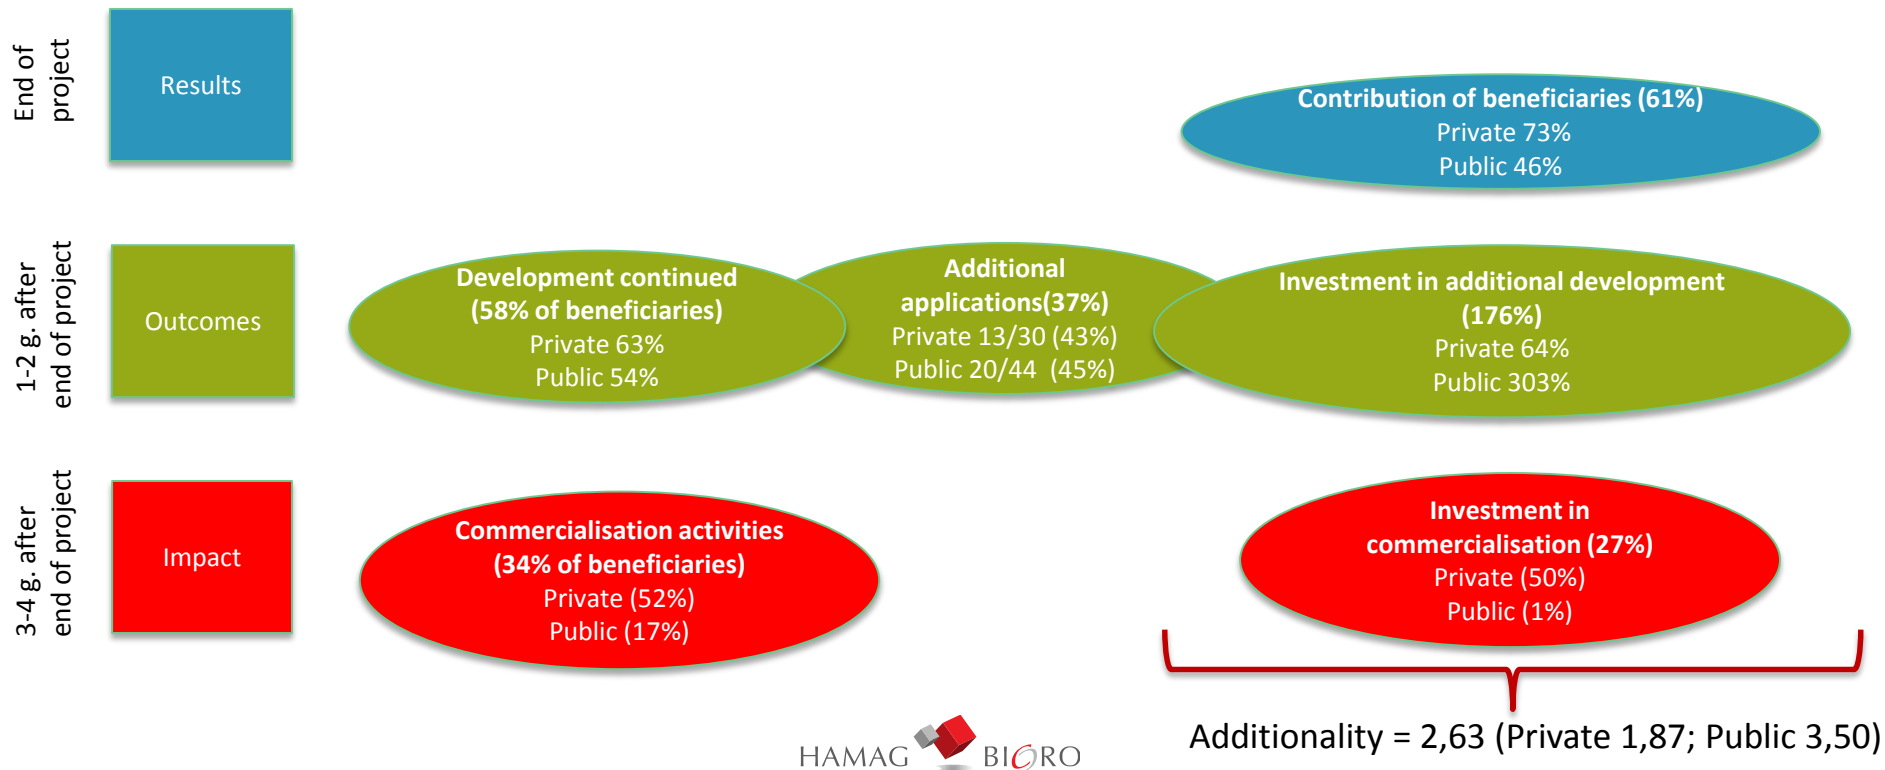 End of
project
Results
Contribution of beneficiaries (61%)
Private 73%
Public 46%
1-2 g. after
end of project
Outcomes
Development continued
(58% of beneficiaries)
Private 63%
Public 54%
Additional
applications(37%)
Private 13/30 (43%)
Public 20/44 (45%)
Investment in additional development
(176%)
Private 64%
Public 303%
3-4 g. after
end of project
Impact
Commercialisation activities
(34% of beneficiaries)
Private (52%)
Public (17%)
Investment in
commercialisation (27%)
Private (50%)
Public (1%)
Additionality = 2,63 (Private 1,87; Public 3,50)
HAMAG BICRO